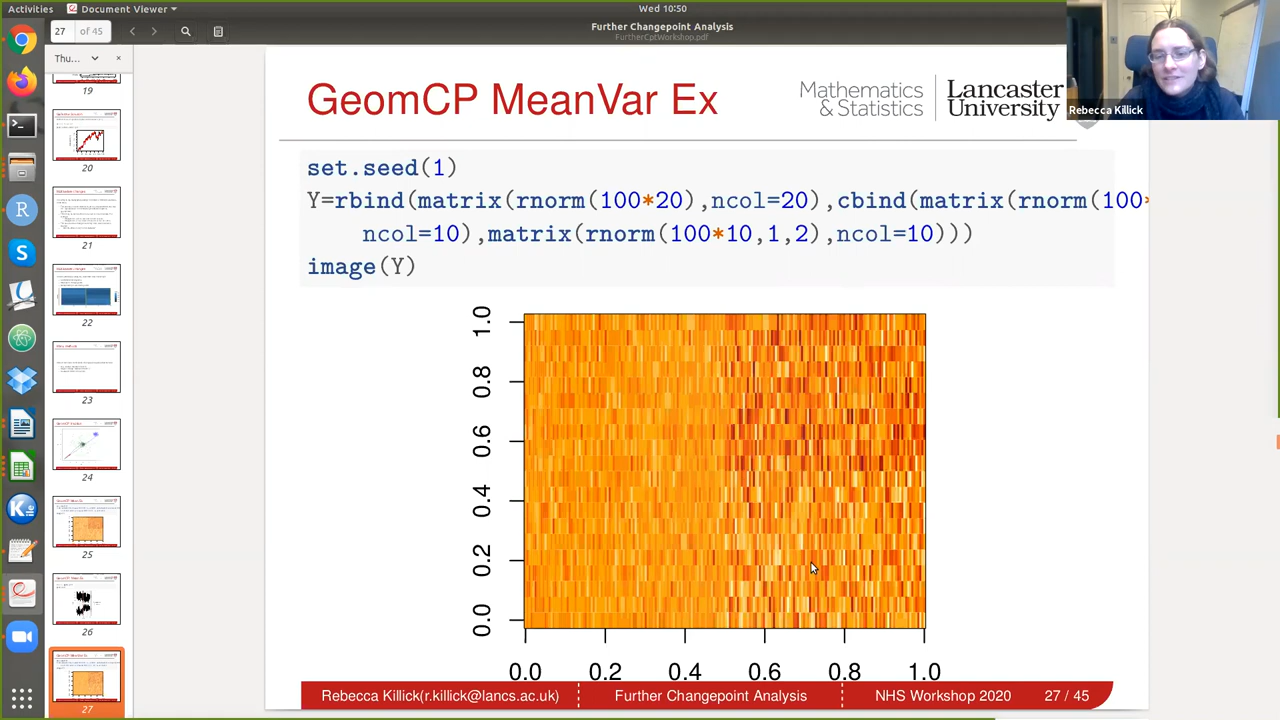 Activities
Document Viewer
Wed 10:50
27 of 45
Further Changepoint Analysis
FurtherCptWorkshop.pdf
Thu...
19
20
21
22
23
24
25
26
27
GeomCP MeanVar Ex
Mathematics
& Statistics
Lancaster
University
Rebecca Killick
set.seed(1)
Y=rbind(matrix(rnorm(100*20),ncol=20),cbind(matrix(rnorm(100*
ncol=10),matrix(rnorm(100*10,1,2),ncol=10)))
image(Y)
1.0
0.8
0.6
0.4
0.2
0.0
0.0 0.2 0.4 0.6 0.8 1.0
Rebecca Killick(r.killick@lancs.ac.uk) Further Changepoint Analysis NHS Workshop 2020 27 / 45